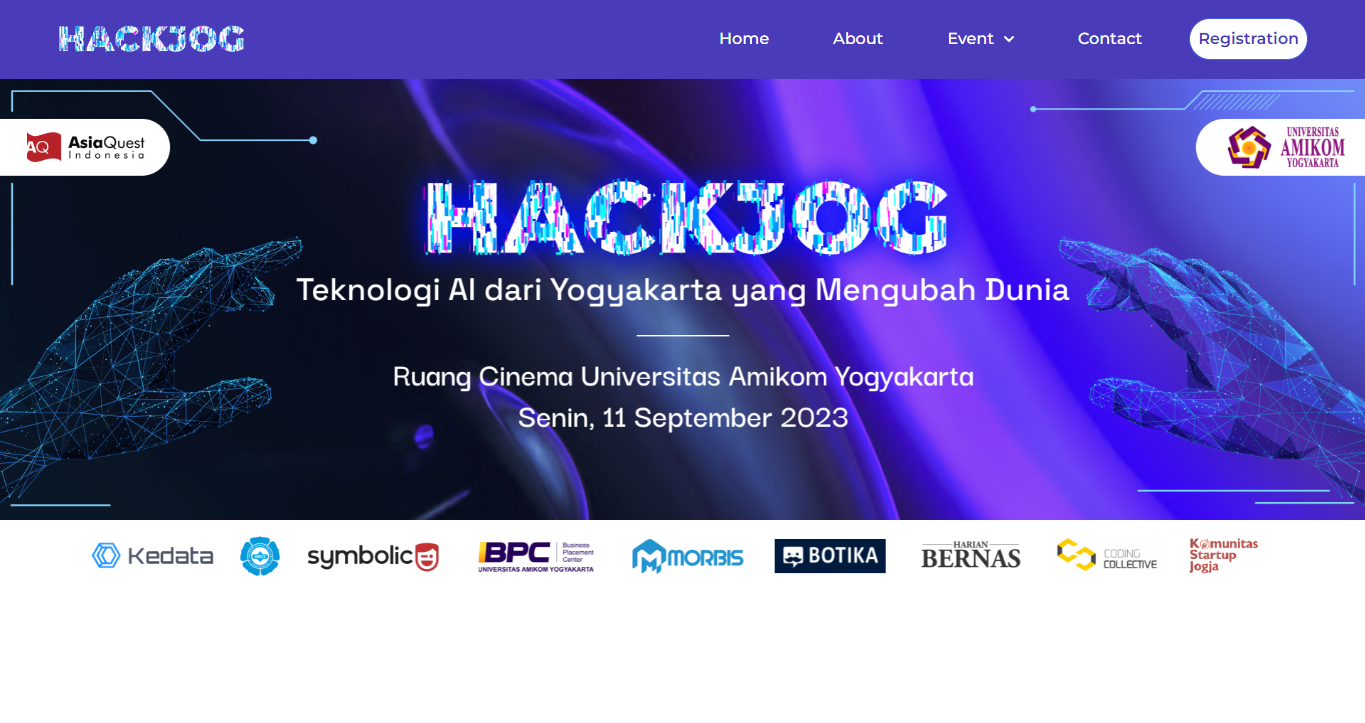 HACKJOG
Home
About
Event
Contact
Registration
AQ AsiaQuest
Indonesia
UNIVERSITAS
AMIKOM
YOGYAKARTA
HACKJOG
Teknologi AI dari Yogyakarta yang Mengubah Dunia
Ruang Cinema Universitas Amikom Yogyakarta
Senin, 11 September 2023
Kedata
symbolic
BPC Business
Placement
Center
UNIVERSITAS AMIKOM YOGYAKARTA
MORBIS
BOTIKA
HARIAN
BERNAS
CODING
COLLECTIVE
Komunitas
Startup
Jogja